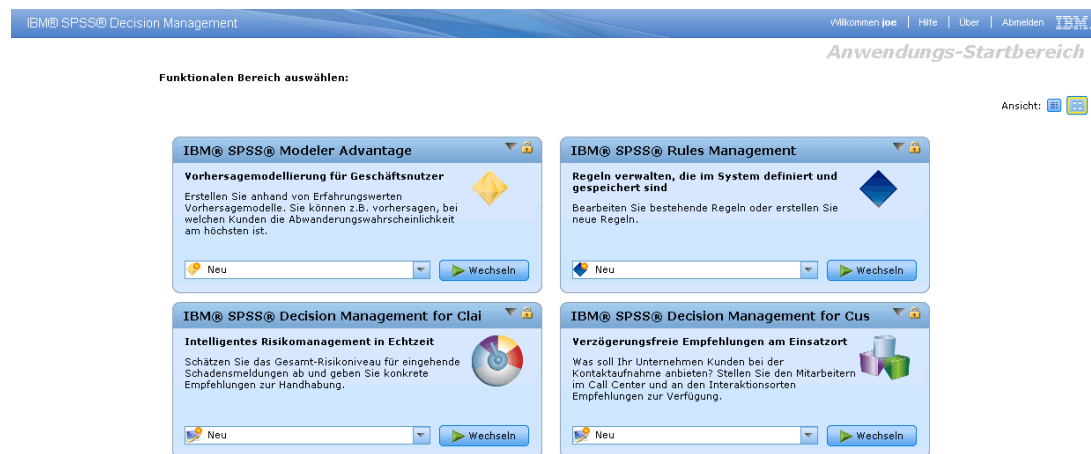 IBM® SPSS® Decision Management
Willkommen joe | Hilfe | Über | Abmelden IBM
Anwendungs-Startbereich
Funktionalen Bereich auswählen:
Ansicht:
IBM® SPSS® Modeler Advantage
Vorhersagemodellierung für Geschäftsnutzer
Erstellen Sie anhand von Erfahrungswerten
Vorhersagemodelle. Sie können z.B. vorhersagen, bei
welchen Kunden die Abwanderungswahrscheinlichkeit
am höchsten ist.
Neu
Wechseln
IBM® SPSS® Rules Management
Regeln verwalten, die im System definiert und
gespeichert sind
Bearbeiten Sie bestehende Regeln oder erstellen Sie
neue Regeln.
Neu
Wechseln
IBM® SPSS® Decision Management for Clai
Intelligentes Risikomanagement in Echtzeit
Schätzen Sie das Gesamt-Risikoniveau für eingehende
Schadensmeldungen ab und geben Sie konkrete
Empfehlungen zur Handhabung.
Neu
Wechseln
IBM® SPSS® Decision Management for Cus
Verzögerungsfreie Empfehlungen am Einsatzort
Was soll Ihr Unternehmen Kunden bei der
Kontaktaufnahme anbieten? Stellen Sie den Mitarbeitern
im Call Center und an den Interaktionsorten
Empfehlungen zur Verfügung.
Neu
Wechseln